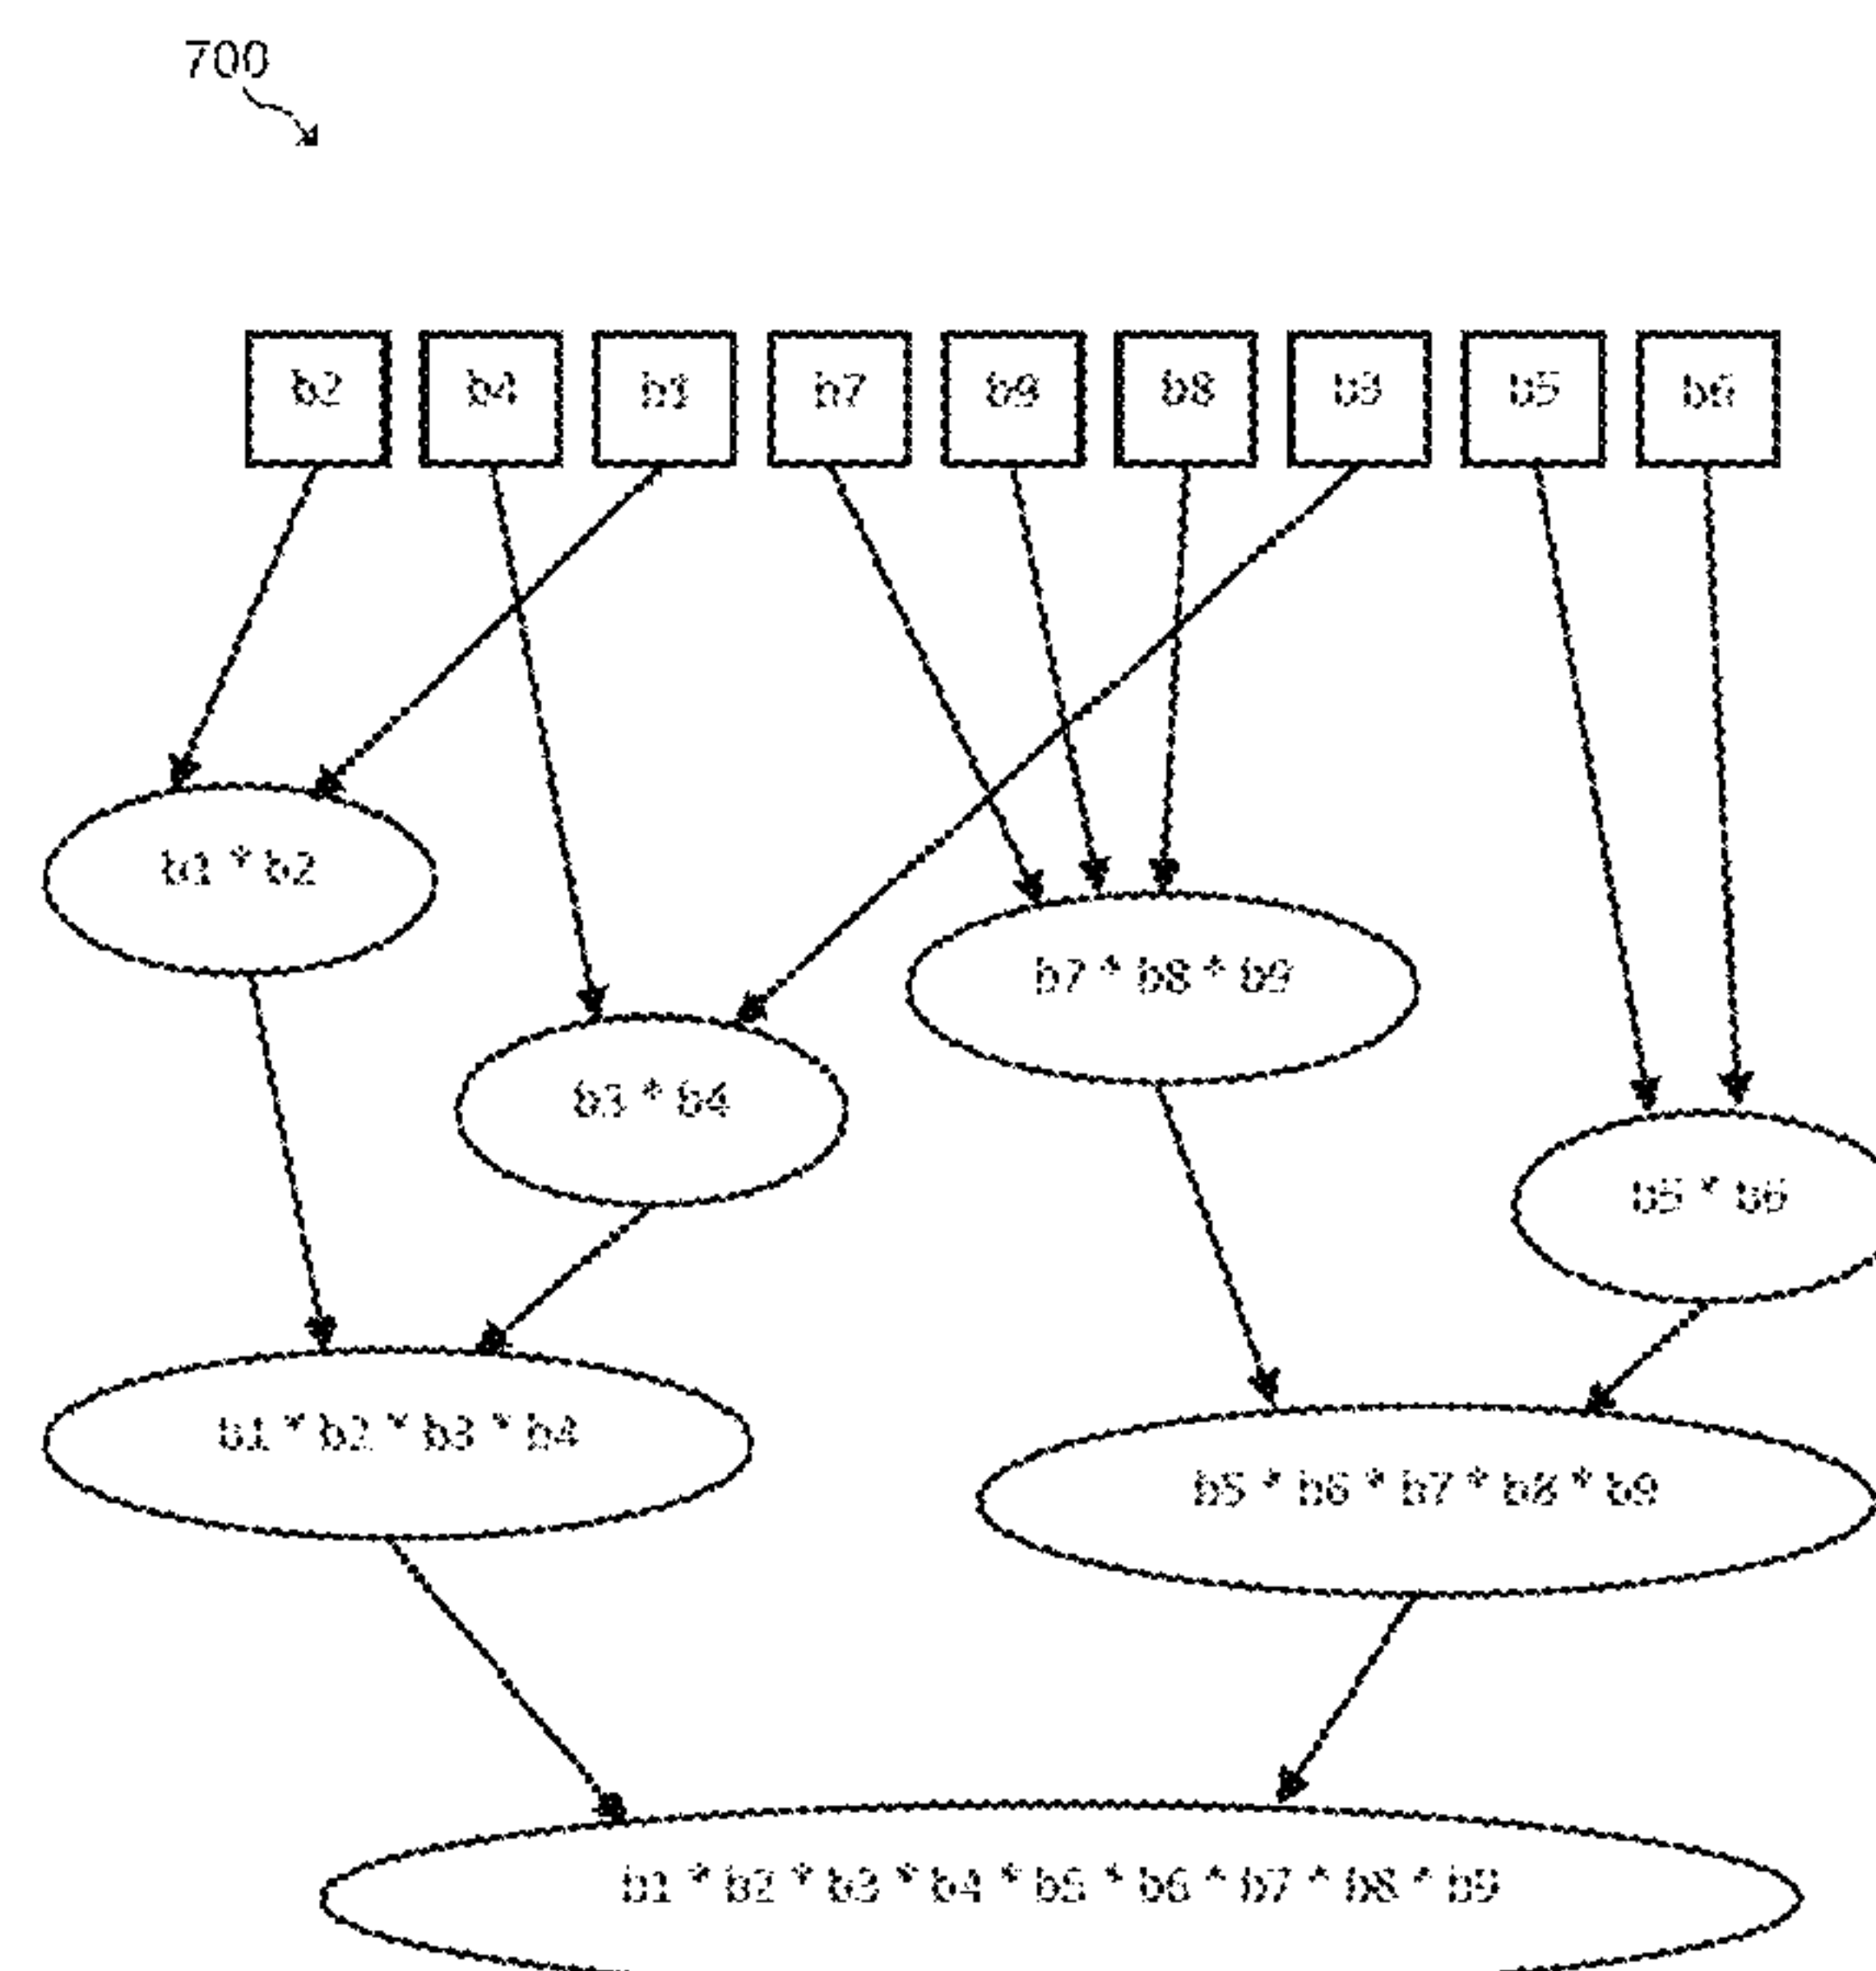 700
b2 b4 b1 b7 b9 b8 b3 b5 b6
b1 * b2
b7 * b8 * b9
b3 * b4
b5 * b6
b1 * b2 * b3 * b4
b5 * b6 * b7 * b8 * b9
b1 * b2 * b3 * b4 * b5 * b6 * b7 * b8 * b9